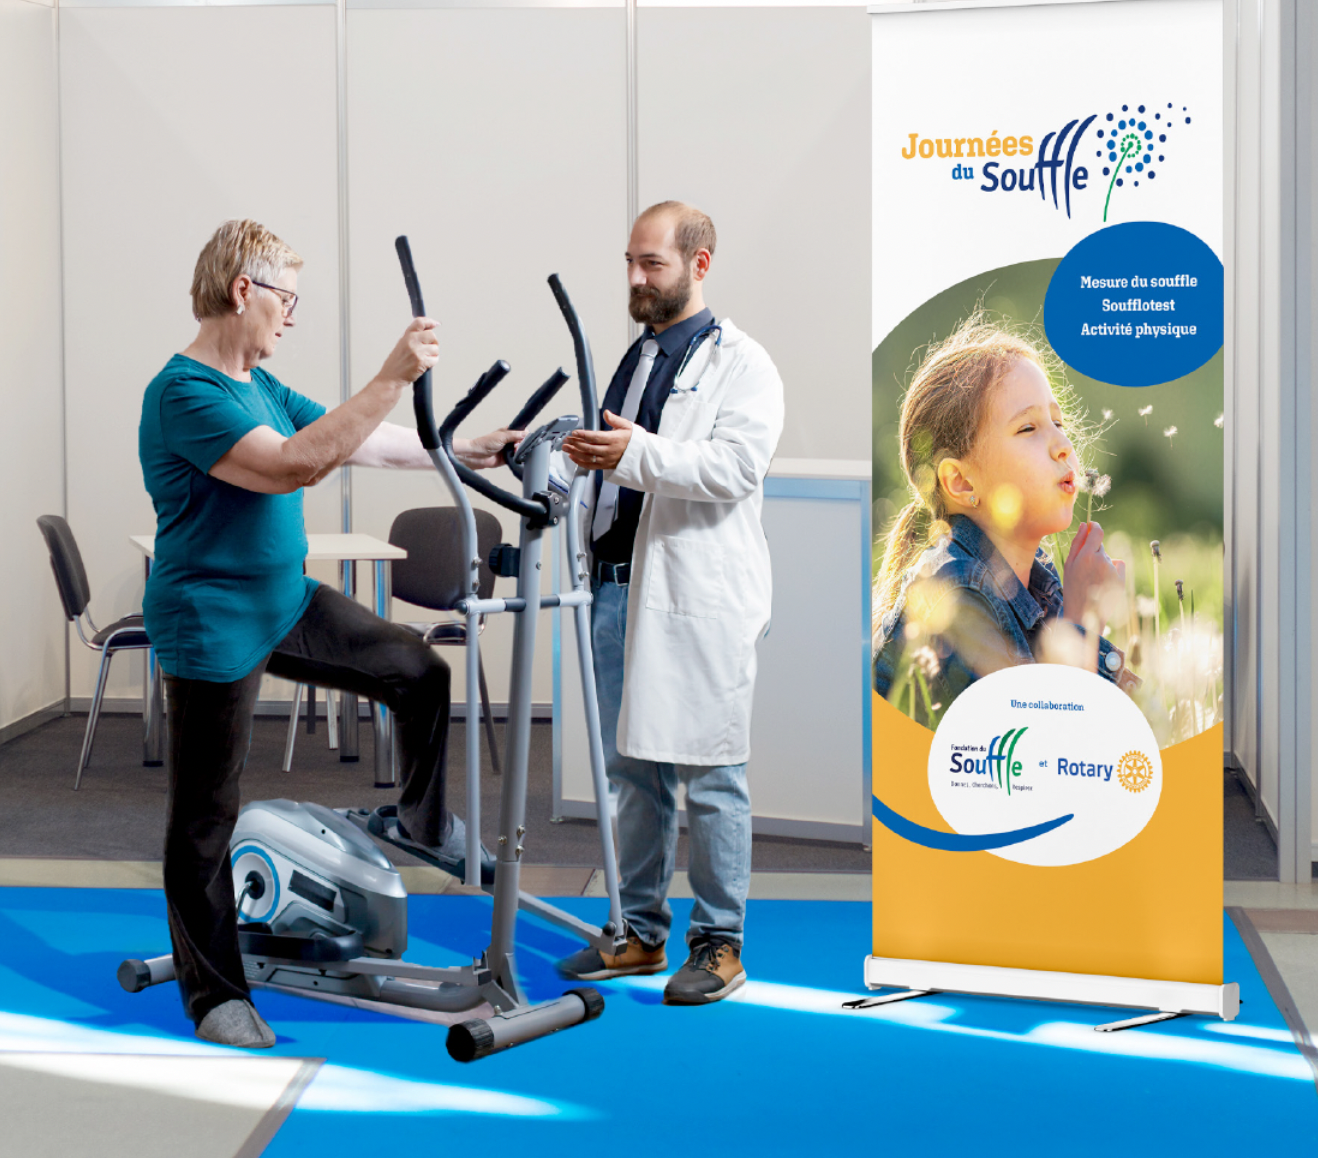 Journées
du Souffle
Mesure du souffle
Soufflotest
Activité physique
Une collaboration
Fondation du
Souffle
et Rotary